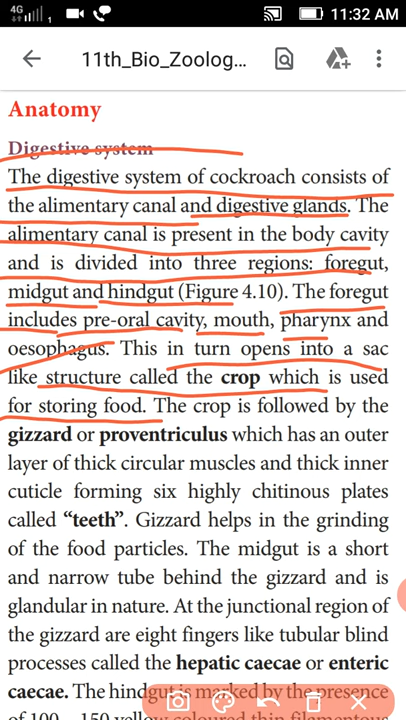 4G 1 11:32 AM
11th_Bio_Zoolog...
Anatomy
Digestive system
The digestive system of cockroach consists of
the alimentary canal and digestive glands. The
alimentary canal is present in the body cavity
and is divided into three regions: foregut,
midgut and hindgut (Figure 4.10). The foregut
includes pre-oral cavity, mouth, pharynx and
oesophagus. This in turn opens into a sac
like structure called the crop which is used
for storing food. The crop is followed by the
gizzard or proventriculus which has an outer
layer of thick circular muscles and thick inner
cuticle forming six highly chitinous plates
called “teeth”. Gizzard helps in the grinding
of the food particles. The midgut is a short
and narrow tube behind the gizzard and is
glandular in nature. At the junctional region of
the gizzard are eight fingers like tubular blind
processes called the hepatic caecae or enteric
caecae. The hindgut is marked by the presence
of 100 – 150 yellow coloured thin filamentous